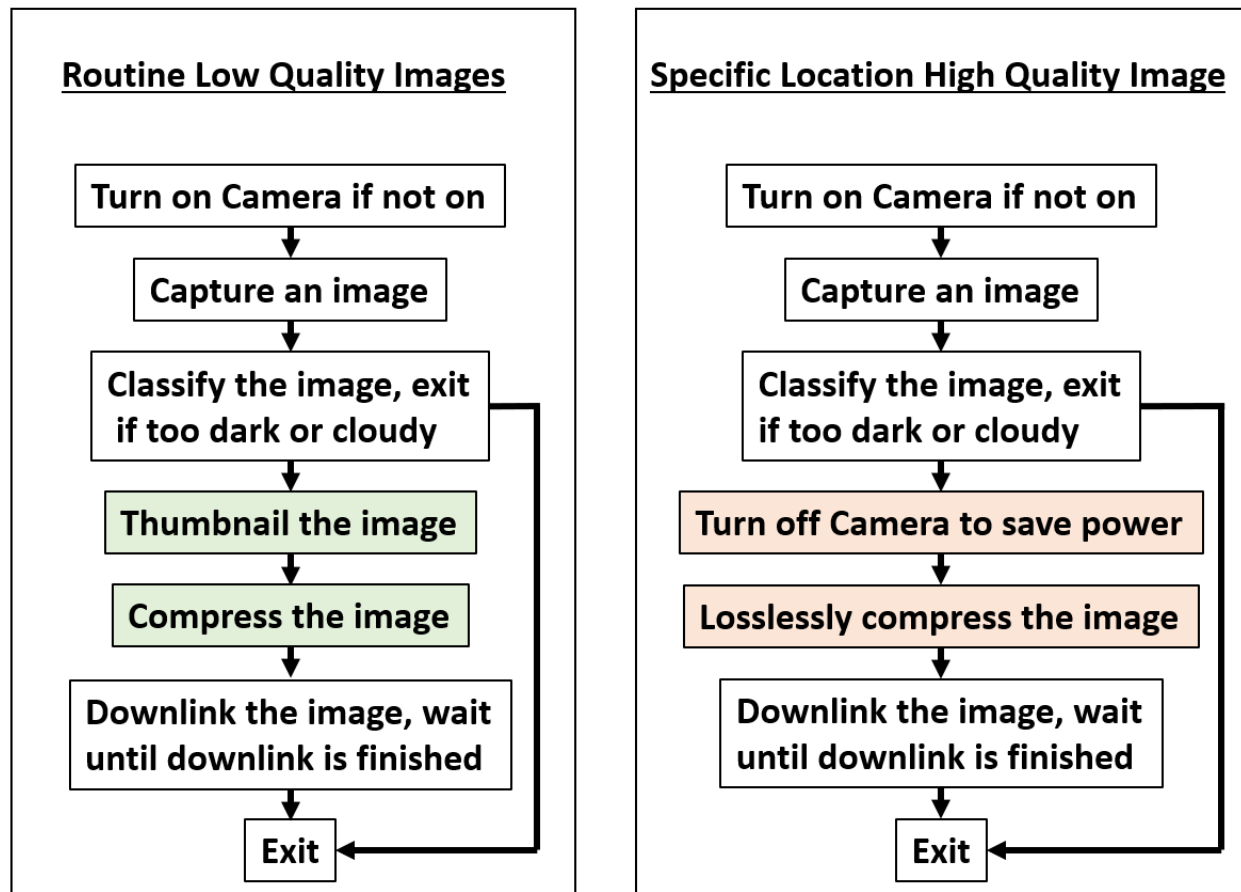 Routine Low Quality Images
Turn on Camera if not on
Capture an image
Classify the image, exit
if too dark or cloudy
Thumbnail the image
Compress the image
Downlink the image, wait
until downlink is finished
Exit
Specific Location High Quality Image
Turn on Camera if not on
Capture an image
Classify the image, exit
if too dark or cloudy
Turn off Camera to save power
Losslessly compress the image
Downlink the image, wait
until downlink is finished
Exit